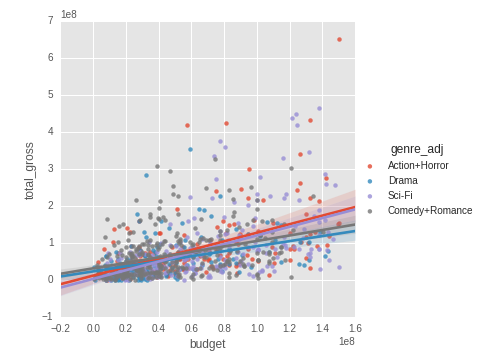 1e8
7
6
5
4
3
2
1
0
−1
−0.2 0.0 0.2 0.4 0.6 0.8 1.0 1.2 1.4 1.6
1e8
budget
total_gross
genre_adj
Action+Horror
Drama
Sci-Fi
Comedy+Romance